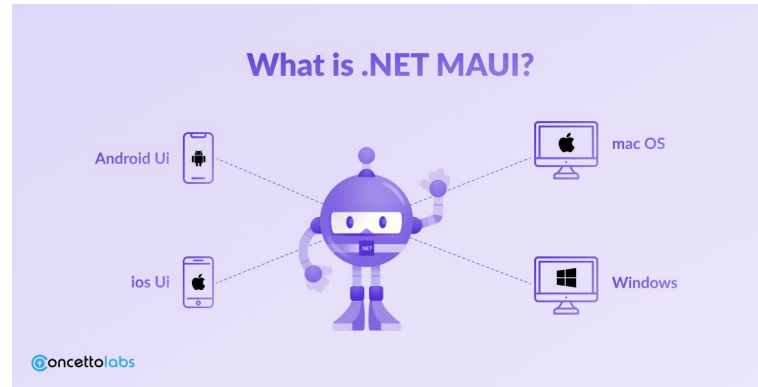 What is .NET MAUI?
Android Ui
mac OS
.NET
ios Ui
Windows
Concettolabs